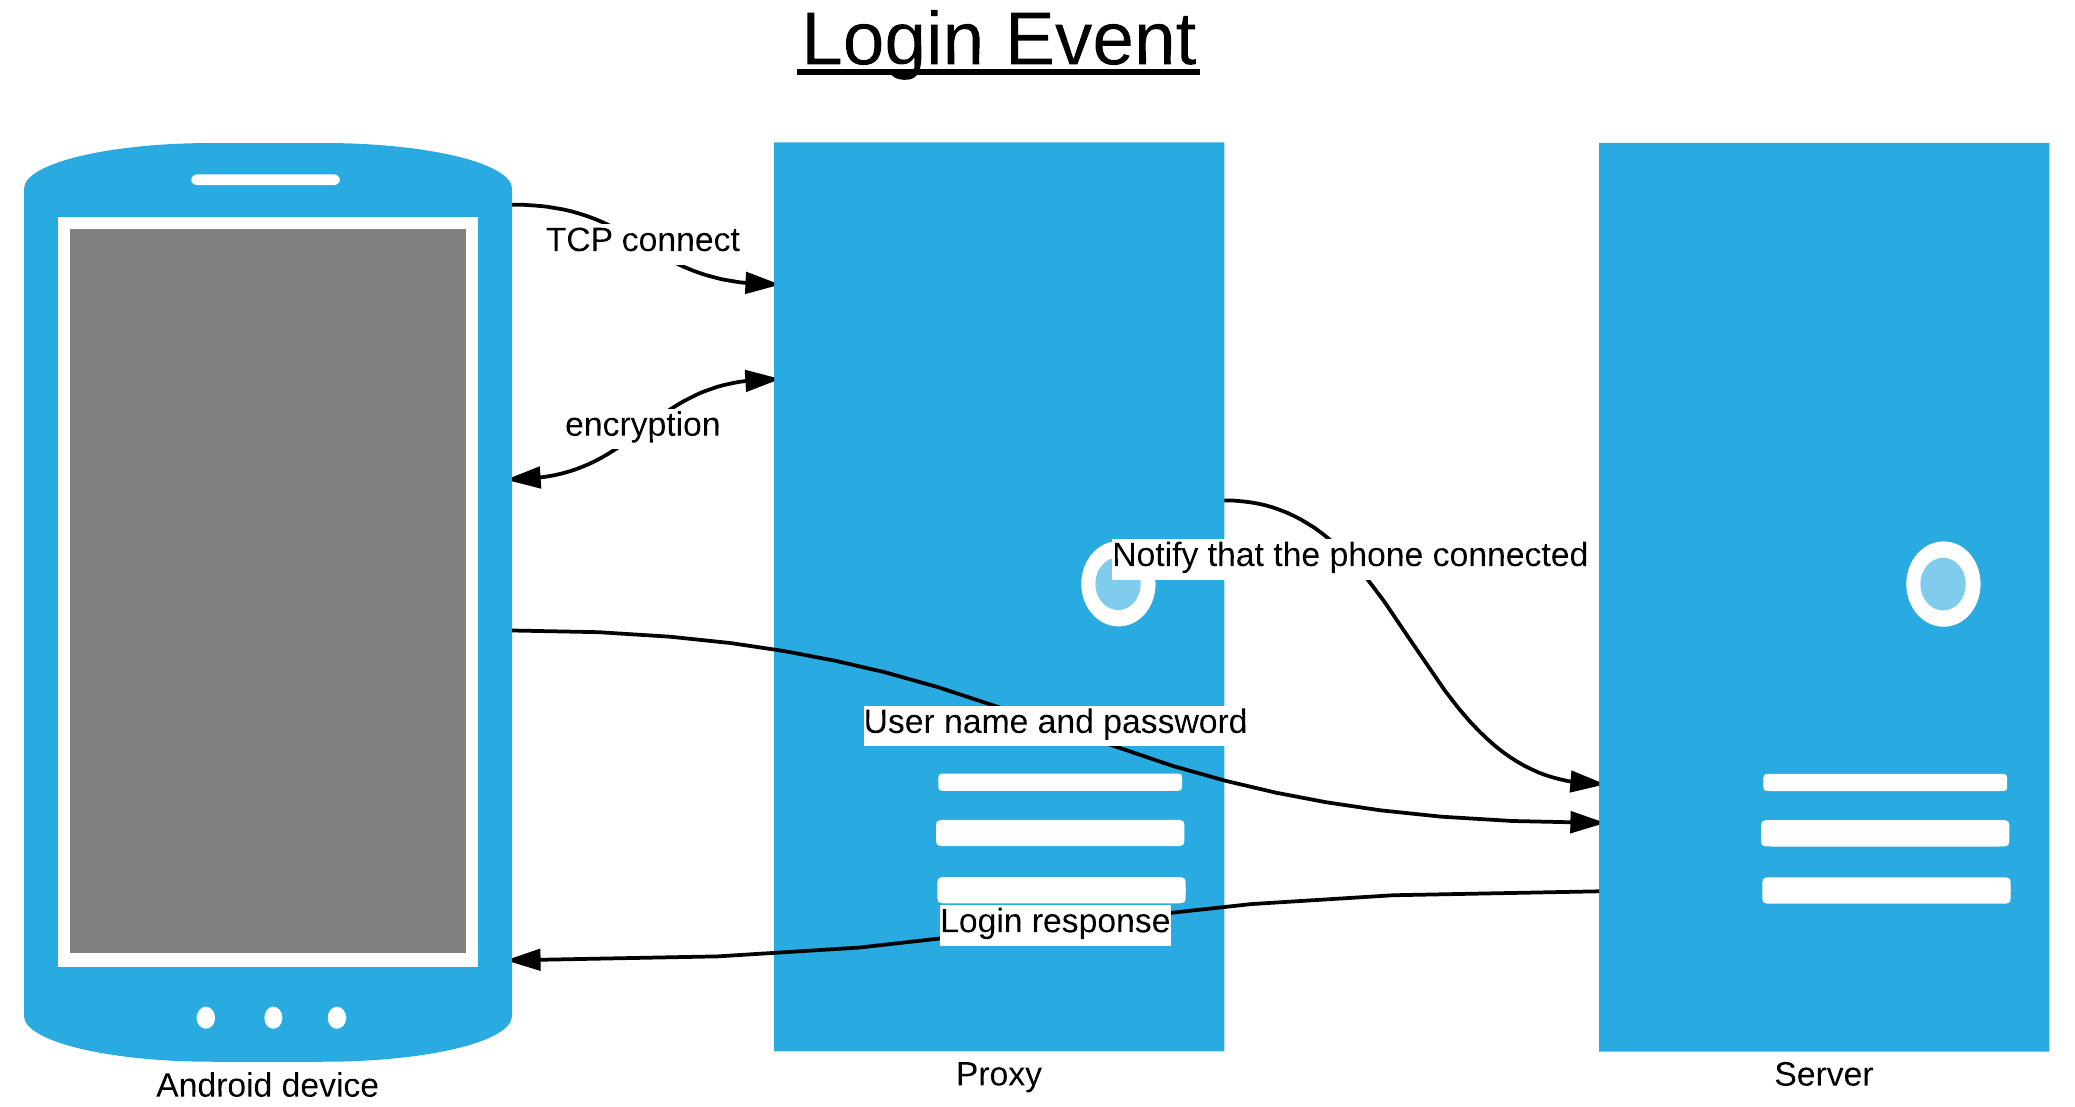 Login Event
TCP connect
encryption
Notify that the phone connected
User name and password
Login response
Android device
Proxy
Server